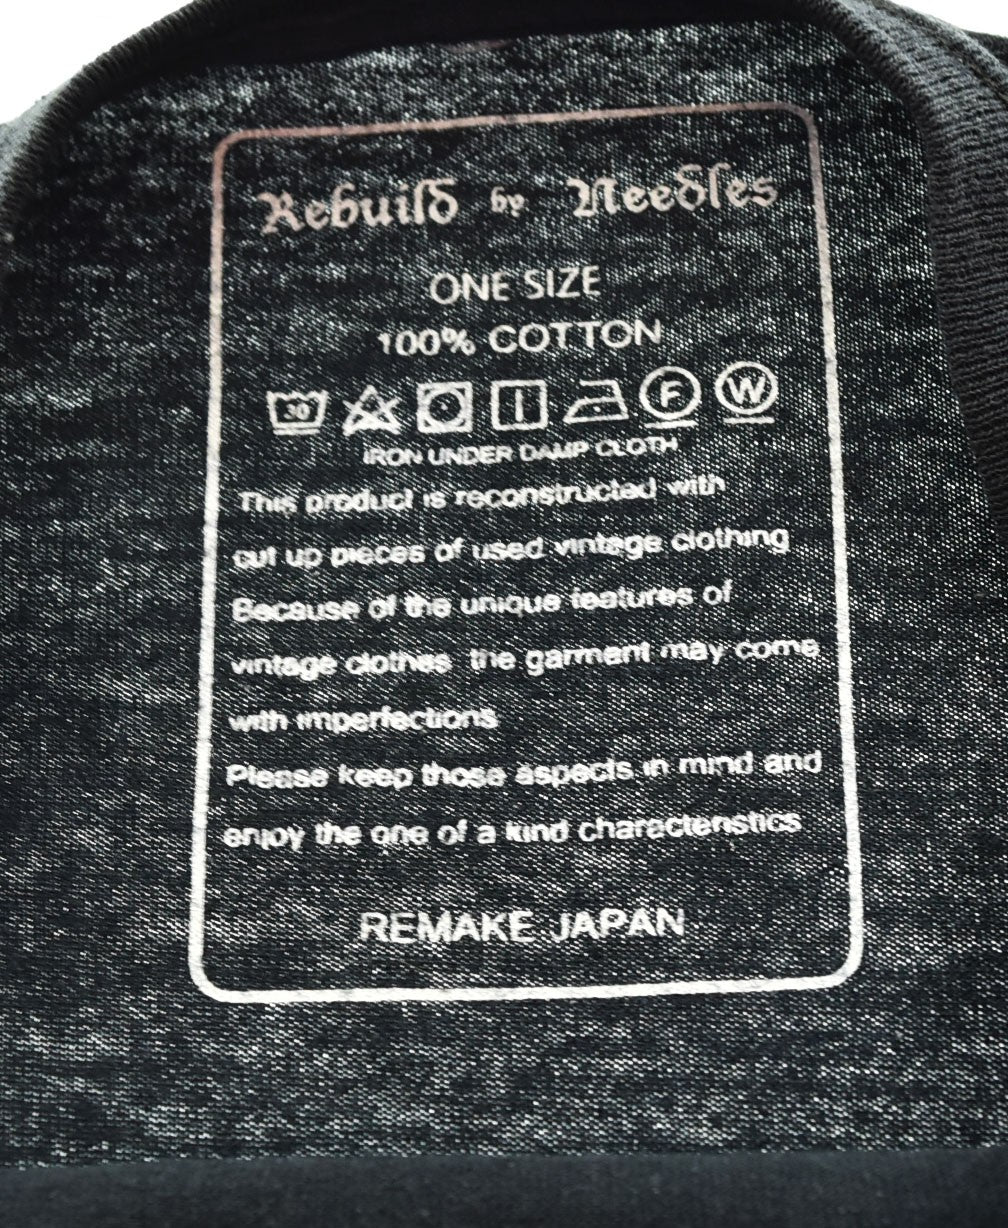 Rebuild by Needles
ONE SIZE
100% COTTON
30 F W
IRON UNDER DAMP CLOTH
This product is reconstructed with
cut up pieces of used vintage clothing
Because of the unique features of
vintage clothes the garment may come
with imperfections
Please keep those aspects in mind and
enjoy the one of a kind characteristics
REMAKE JAPAN